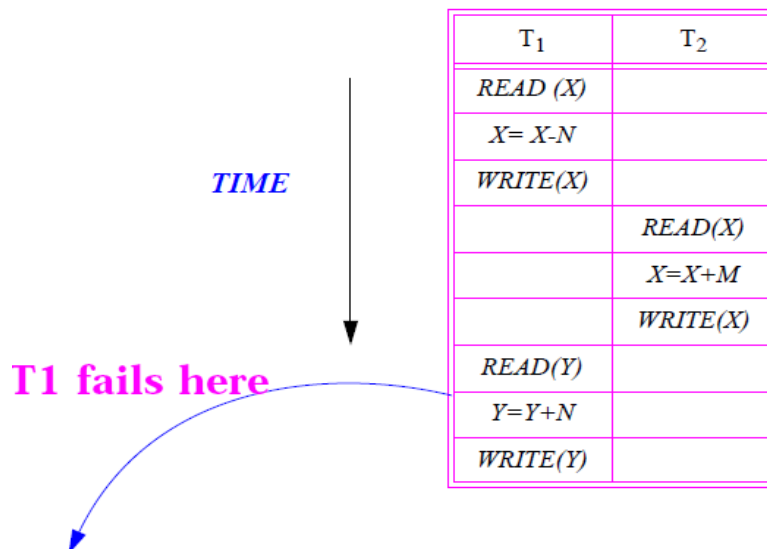 T1 T2
READ (X)
X= X-N
TIME
WRITE(X)
READ(X)
X=X+M
WRITE(X)
T1 fails here
READ(Y)
Y=Y+N
WRITE(Y)